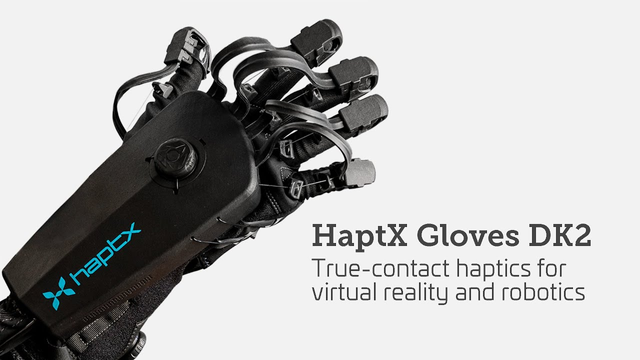 haptx
HaptX Gloves DK2
True-contact haptics for
virtual reality and robotics